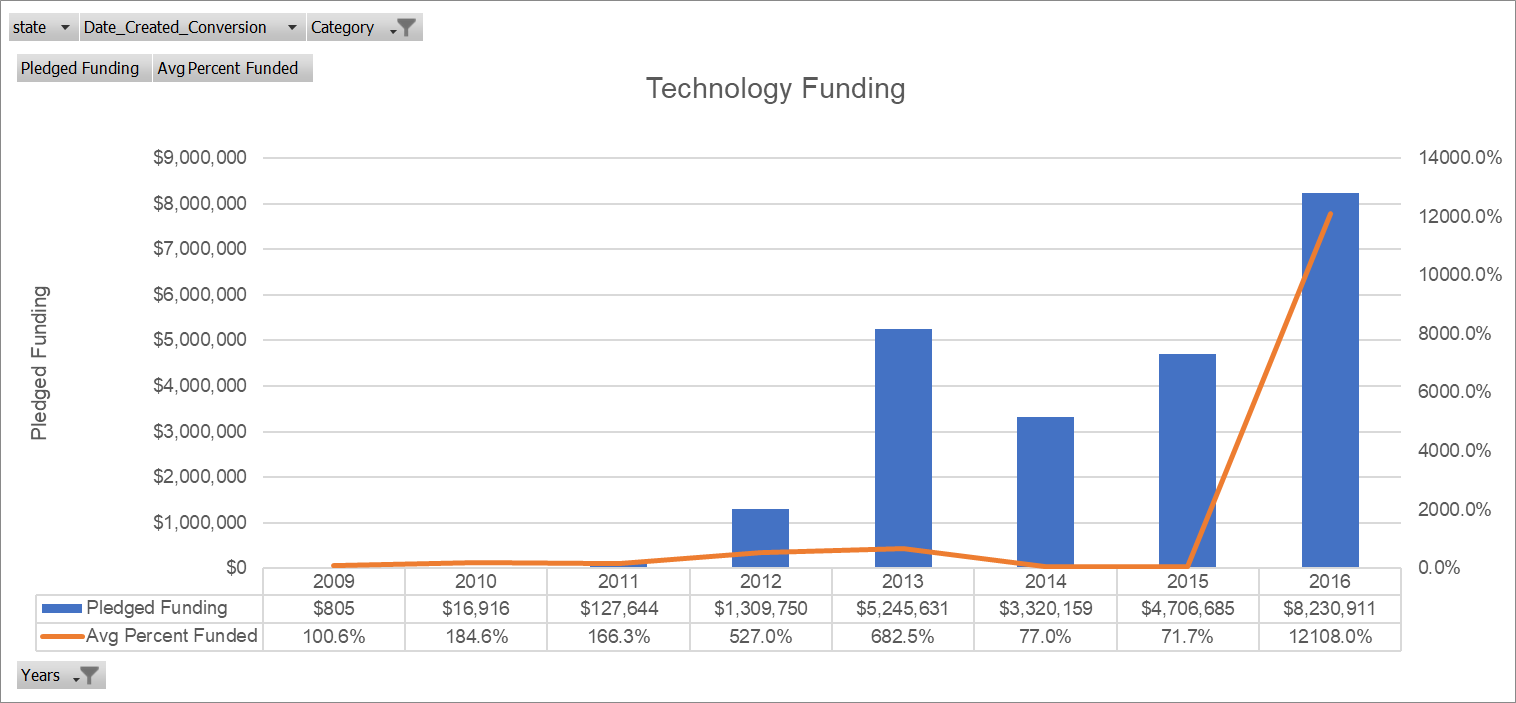 state Date_Created_Conversion Category
Pledged Funding Avg Percent Funded
Technology Funding
$9,000,000 14000.0%
$8,000,000 12000.0%
$7,000,000 10000.0%
$6,000,000
$5,000,000 8000.0%
$4,000,000 6000.0%
$3,000,000 4000.0%
$2,000,000
$1,000,000 2000.0%
$0 0.0%
Pledged Funding
2009 2010 2011 2012 2013 2014 2015 2016
Pledged Funding $805 $16,916 $127,644 $1,309,750 $5,245,631 $3,320,159 $4,706,685 $8,230,911
Avg Percent Funded 100.6% 184.6% 166.3% 527.0% 682.5% 77.0% 71.7% 12108.0%
Years